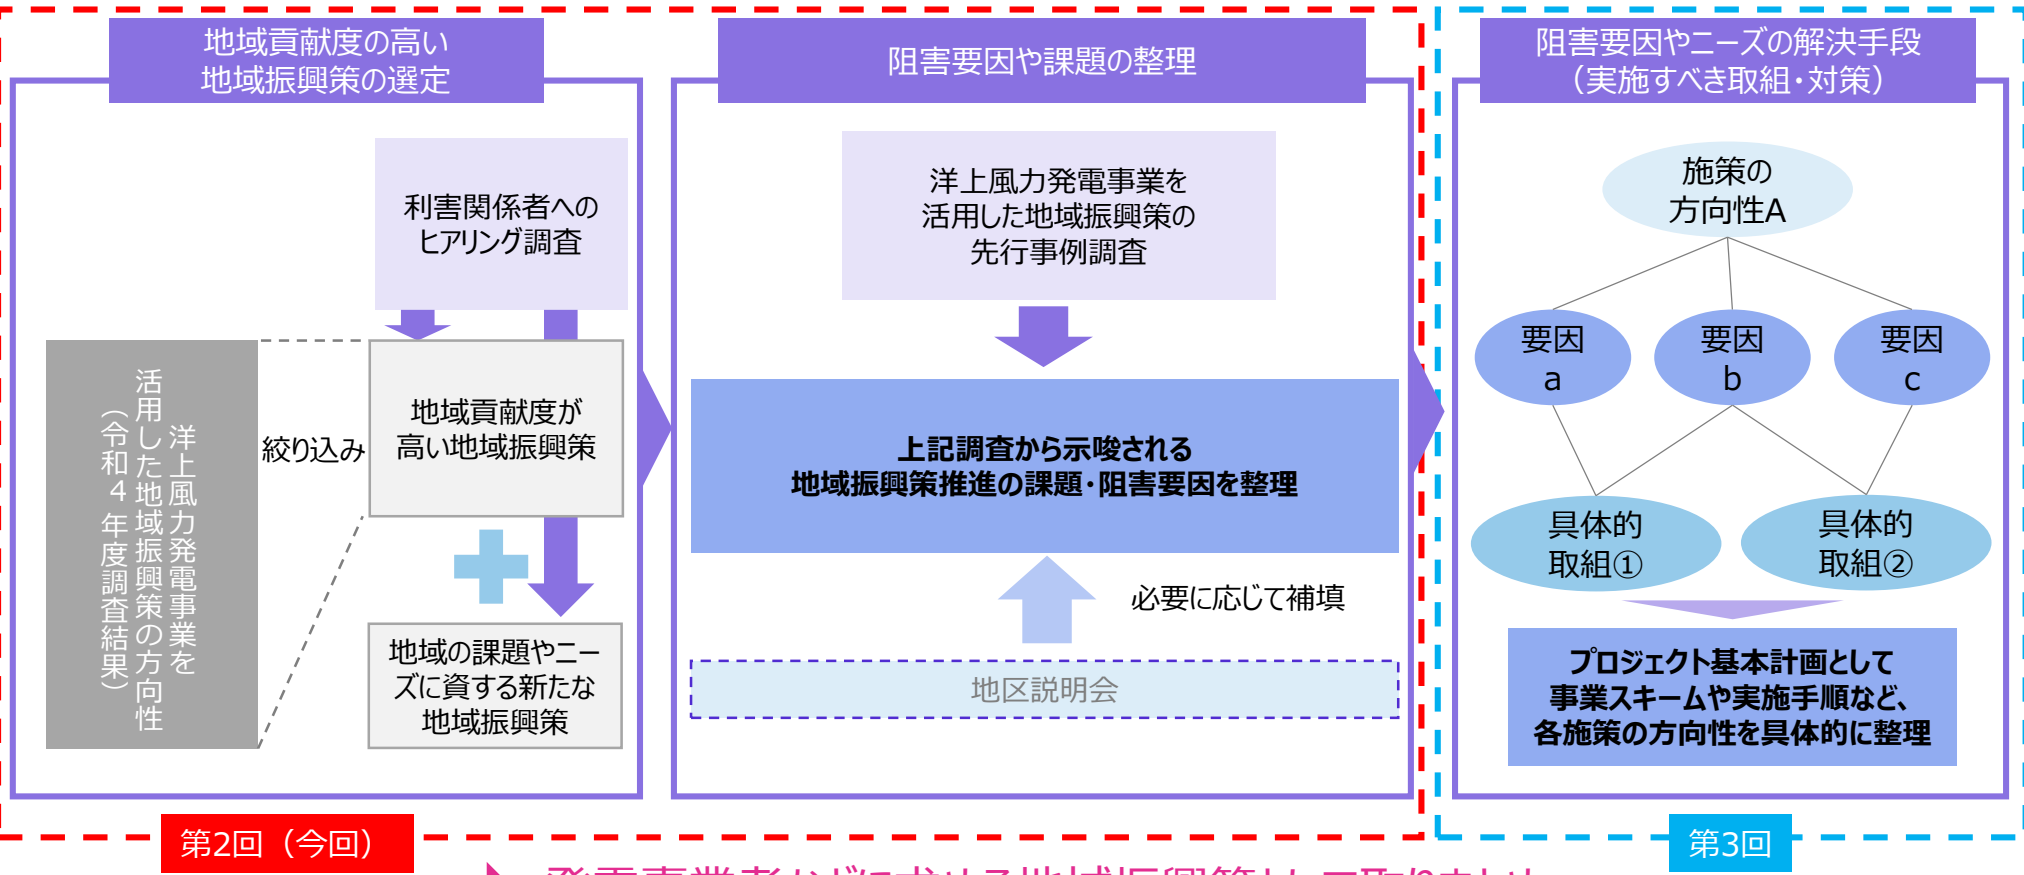 地域貢献度の高い
地域振興策の選定
利害関係者への
ヒアリング調査
洋上風力発電事業を
活用した地域振興策の方向性
（令和４年度調査結果）
絞り込み
地域貢献度が
高い地域振興策
地域の課題やニー
ズに資する新たな
地域振興策
阻害要因や課題の整理
洋上風力発電事業を
活用した地域振興策の
先行事例調査
上記調査から示唆される
地域振興策推進の課題・阻害要因を整理
必要に応じて補填
地区説明会
阻害要因やニーズの解決手段
（実施すべき取組・対策）
施策の
方向性A
要因
a
要因
b
要因
c
具体的
取組①
具体的
取組②
プロジェクト基本計画として
事業スキームや実施手順など、
各施策の方向性を具体的に整理
第2回（今回）
第3回